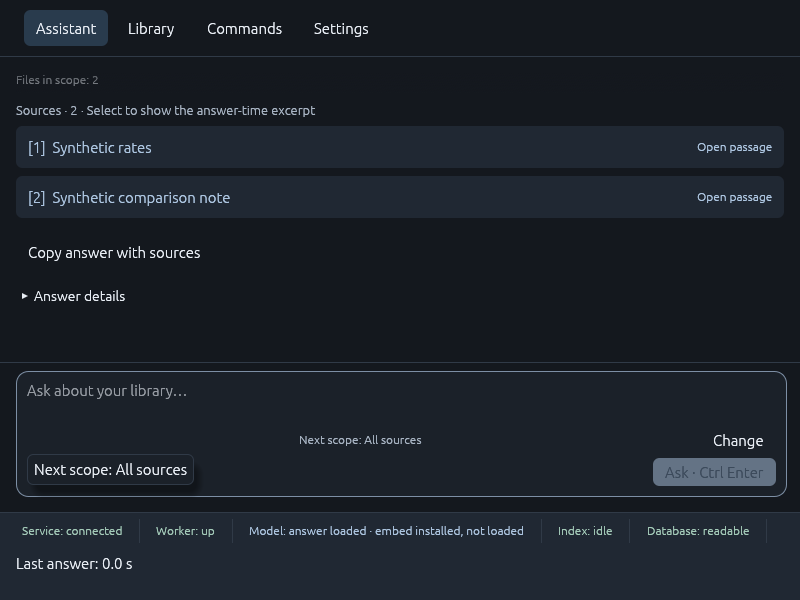 Assistant Library Commands Settings
Files in scope: 2
Sources · 2 · Select to show the answer-time excerpt
[1] Synthetic rates Open passage
[2] Synthetic comparison note Open passage
Copy answer with sources
▸ Answer details
Ask about your library…
Next scope: All sources Change
Next scope: All sources Ask · Ctrl Enter
Service: connected Worker: up Model: answer loaded · embed installed, not loaded Index: idle Database: readable
Last answer: 0.0 s